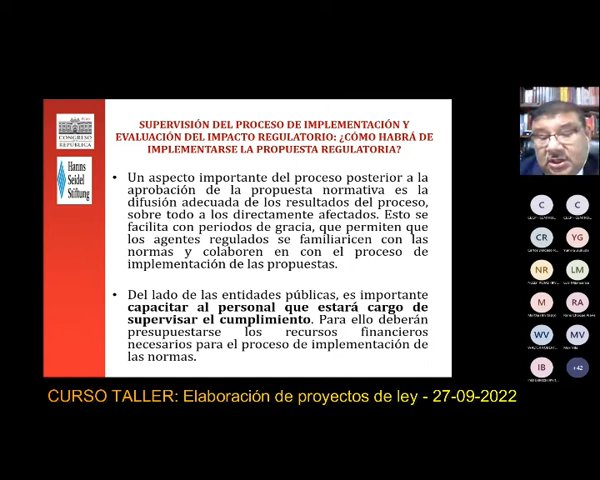 SUPERVISIÓN DEL PROCESO DE IMPLEMENTACIÓN Y
EVALUACIÓN DEL IMPACTO REGULATORIO: ¿CÓMO HABRÁ DE
IMPLEMENTARSE LA PROPUESTA REGULATORIA?
CONGRESO
REPÚBLICA
Hanns
Seidel
Stiftung
• Un aspecto importante del proceso posterior a la
aprobación de la propuesta normativa es la
difusión adecuada de los resultados del proceso,
sobre todo a los directamente afectados. Esto se
facilita con periodos de gracia, que permiten que
los agentes regulados se familiaricen con las
normas y colaboren en con el proceso de
implementación de las propuestas.
• Del lado de las entidades públicas, es importante
capacitar al personal que estará cargo de
supervisar el cumplimiento. Para ello deberán
presupuestarse los recursos financieros
necesarios para el proceso de implementación de
las normas.
C C
CR YG
NR LM
M RA
WV MV
IB +42
CURSO TALLER: Elaboración de proyectos de ley - 27-09-2022